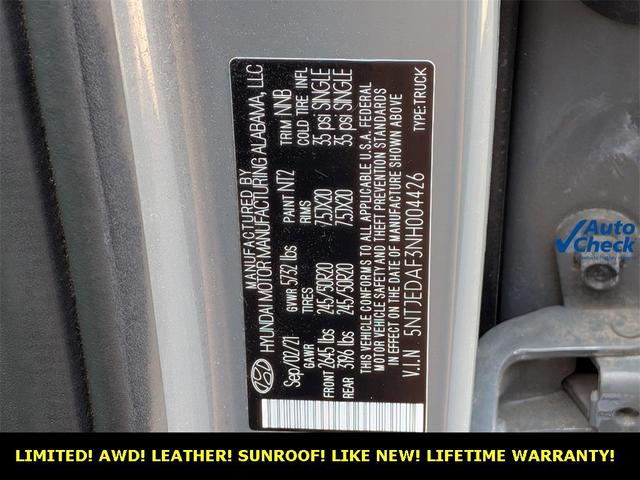 MANUFACTURED BY
HYUNDAI MOTOR MANUFACTURING ALABAMA, LLC
Sep/02/21 GVWR 5732 lbs PAINT NT2 TRIM NNB
GAWR TIRES RIMS COLD TIRE INFL
FRONT 2645 lbs 245/50R20 7.5JX20 35 psi SINGLE
REAR 3176 lbs 245/50R20 7.5JX20 35 psi SINGLE
THIS VEHICLE CONFORMS TO ALL APPLICABLE U.S.A. FEDERAL
MOTOR VEHICLE SAFETY AND THEFT PREVENTION STANDARDS
IN EFFECT ON THE DATE OF MANUFACTURE SHOWN ABOVE
V.I.N 5NTJEDAF3NH004426 TYPE:TRUCK
Auto
Check
LIMITED! AWD! LEATHER! SUNROOF! LIKE NEW! LIFETIME WARRANTY!